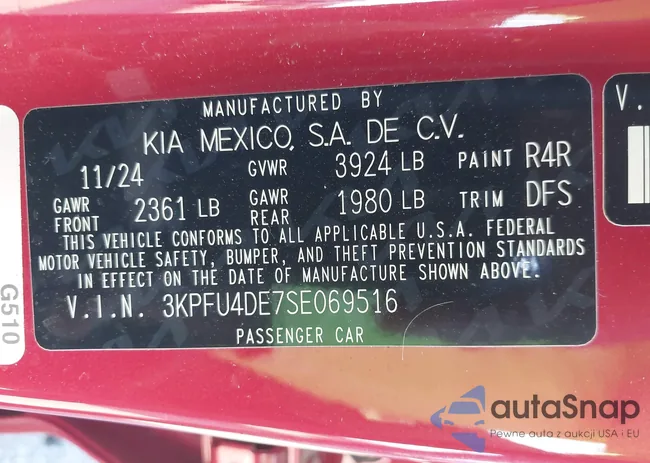 MANUFACTURED BY
KIA MEXICO, S.A. DE C.V.
11/24 GVWR 3924 LB PAINT R4R
GAWR FRONT 2361 LB GAWR REAR 1980 LB TRIM DFS
THIS VEHICLE CONFORMS TO ALL APPLICABLE U.S.A. FEDERAL
MOTOR VEHICLE SAFETY, BUMPER, AND THEFT PREVENTION STANDARDS
IN EFFECT ON THE DATE OF MANUFACTURE SHOWN ABOVE.
V.I.N. 3KPFU4DE7SE069516
PASSENGER CAR
G510
V.
autaSnap
Pewne auta z aukcji USA i EU